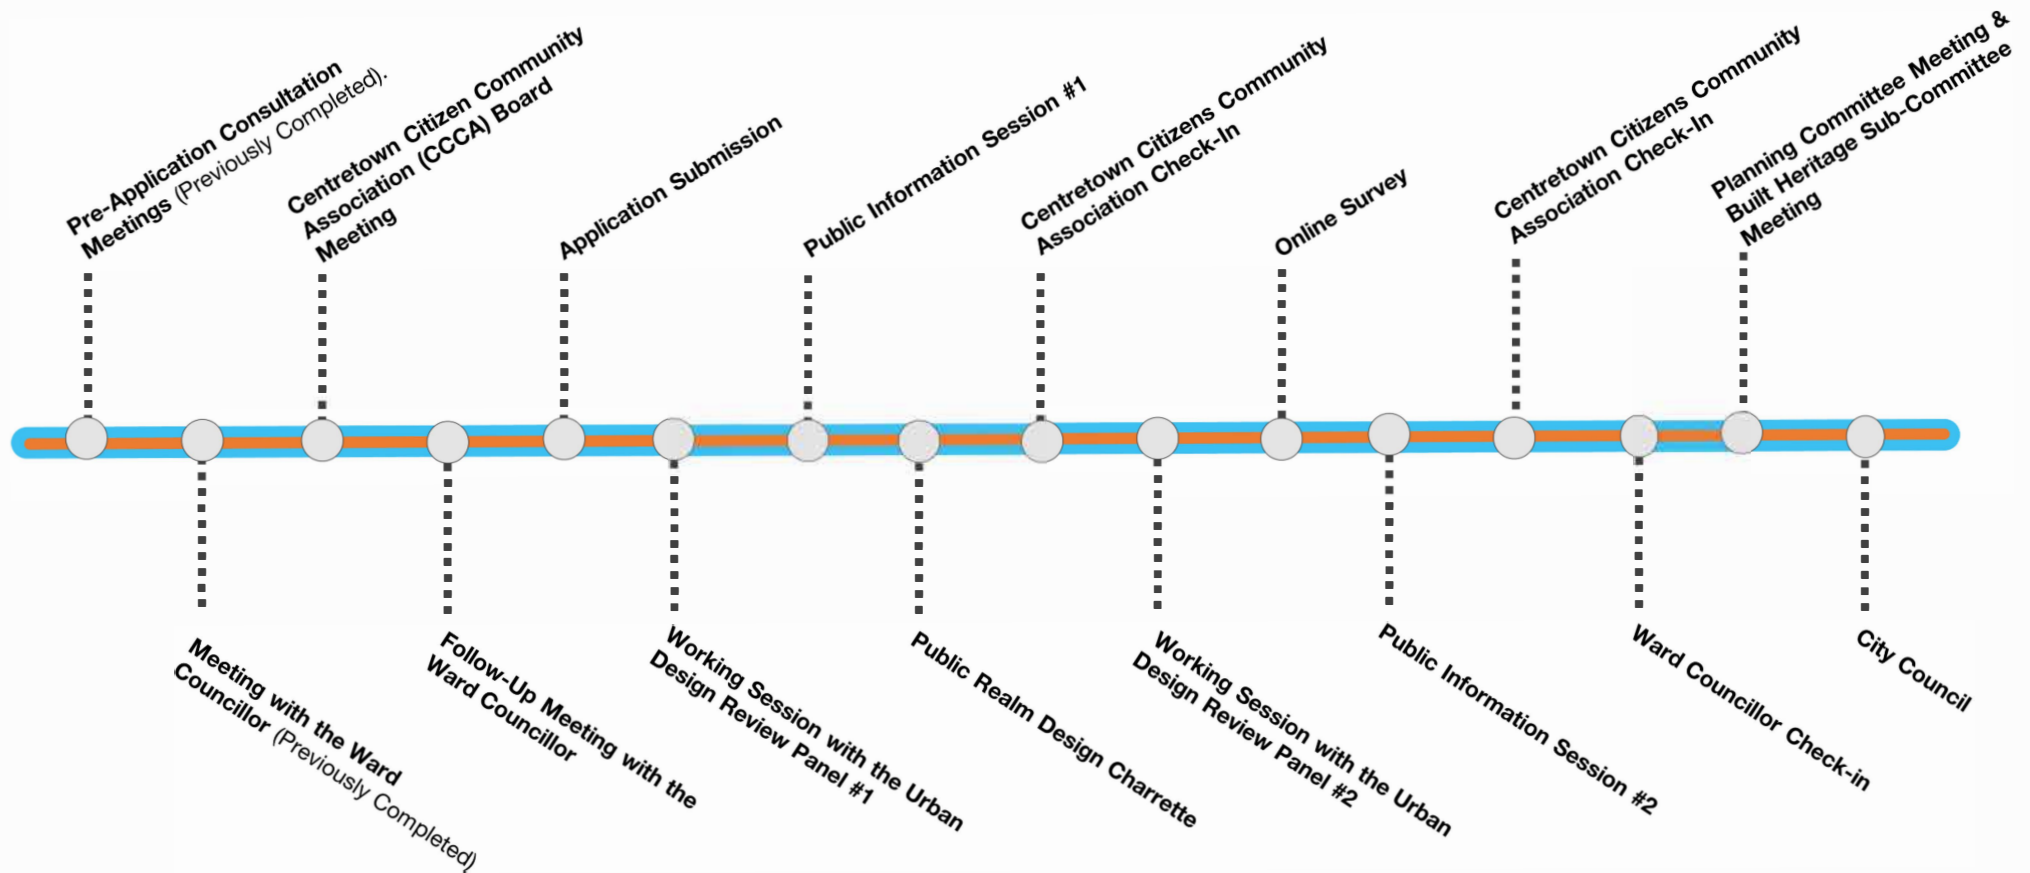 Pre-Application Consultation
Meetings (Previously Completed).
Centretown Citizen Community
Association (CCCA) Board
Meeting
Application Submission
Public Information Session #1
Centretown Citizens Community
Association Check-In
Online Survey
Centretown Citizens Community
Association Check-In
Planning Committee Meeting &
Built Heritage Sub-Committee
Meeting
Meeting with the Ward
Councillor (Previously Completed)
Follow-Up Meeting with the
Ward Councillor
Working Session with the Urban
Design Review Panel #1
Public Realm Design Charrette
Working Session with the Urban
Design Review Panel #2
Public Information Session #2
Ward Councillor Check-in
City Council